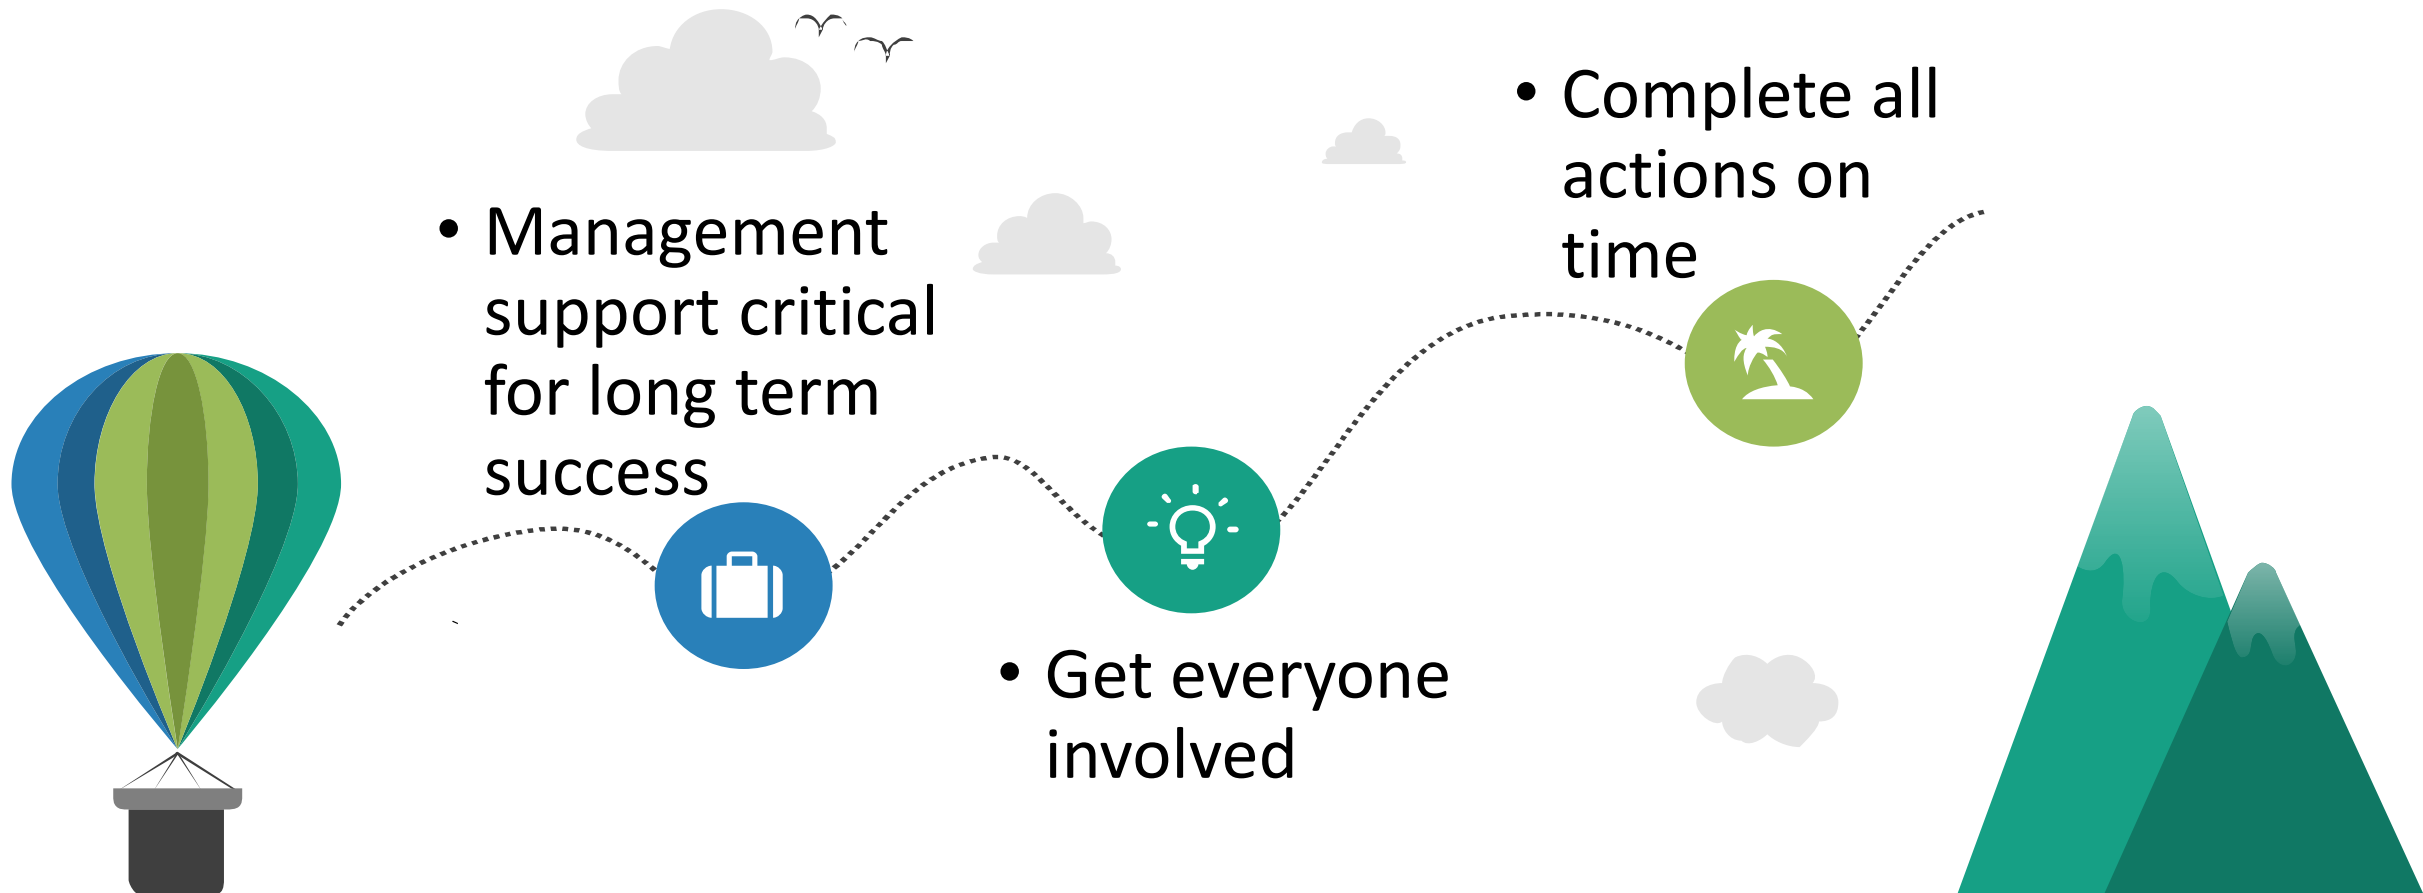 • Management
support critical
for long term
success
• Get everyone
involved
• Complete all
actions on
time